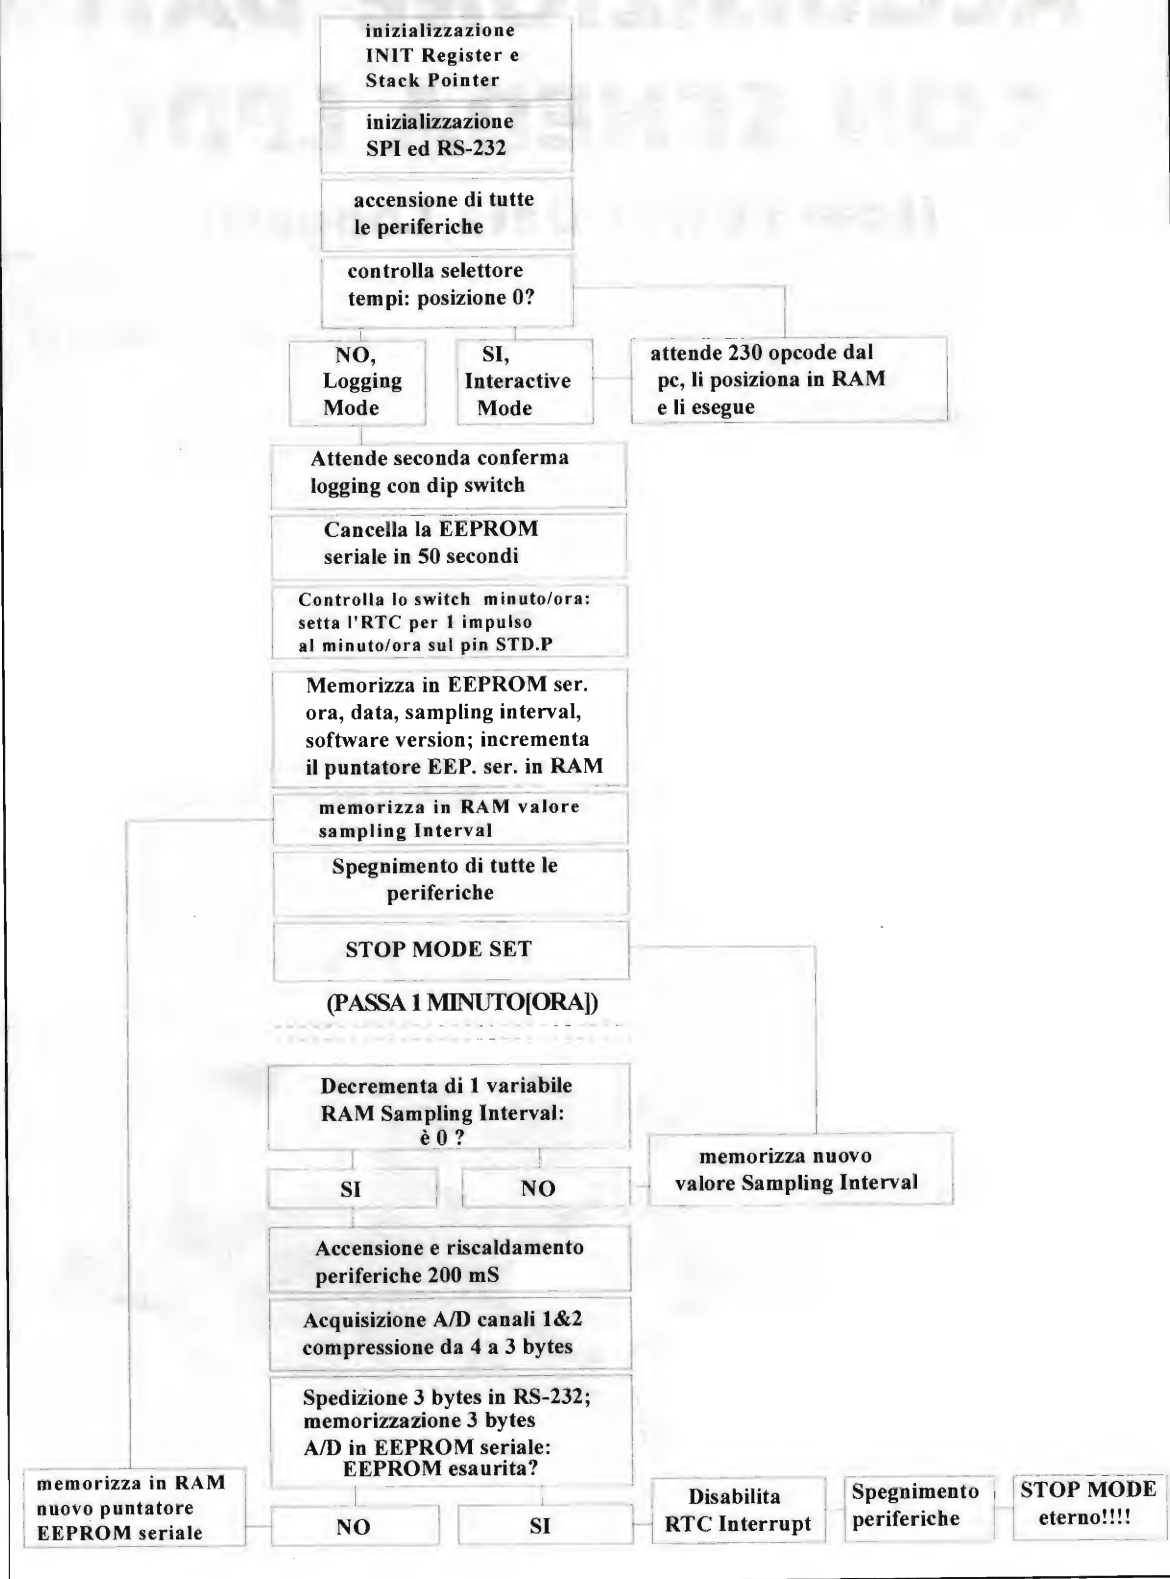 inizializzazione
INIT Register e
Stack Pointer
inizializzazione
SPI ed RS-232
accensione di tutte
le periferiche
controlla selettore
tempi: posizione 0?
NO,
Logging
Mode
SI,
Interactive
Mode
attende 230 opcode dal
pc, li posiziona in RAM
e li esegue
Attende seconda conferma
logging con dip switch
Cancella la EEPROM
seriale in 50 secondi
Controlla lo switch minuto/ora:
setta l'RTC per 1 impulso
al minuto/ora sul pin STD.P
Memorizza in EEPROM ser.
ora, data, sampling interval,
software version; incrementa
il puntatore EEP. ser. in RAM
memorizza in RAM valore
sampling Interval
Spegnimento di tutte le
periferiche
STOP MODE SET
(PASSA 1 MINUTO[ORA])
Decrementa di 1 variabile
RAM Sampling Interval:
è 0 ?
SI
NO
memorizza nuovo
valore Sampling Interval
Accensione e riscaldamento
periferiche 200 mS
Acquisizione A/D canali 1&2
compressione da 4 a 3 bytes
Spedizione 3 bytes in RS-232;
memorizzazione 3 bytes
A/D in EEPROM seriale:
EEPROM esaurita?
memorizza in RAM
nuovo puntatore
EEPROM seriale
NO
SI
Disabilita
RTC Interrupt
Spegnimento
periferiche
STOP MODE
eterno!!!!